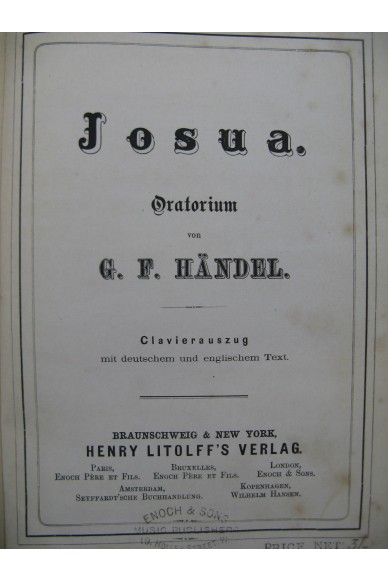 Josua.
Oratorium
von
G. F. HÄNDEL.
Clavierauszug
mit deutschem und englischem Text.
BRAUNSCHWEIG & NEW YORK,
HENRY LITOLFF'S VERLAG.
PARIS, BRUXELLES, LONDON,
ENOCH PÈRE ET FILS. ENOCH PÈRE ET FILS. ENOCH & SONS.
AMSTERDAM, KOPENHAGEN,
SEYFFARDT'SCHE BUCHHANDLUNG. WILHELM HANSEN.
ENOCH & SONS
MUSIC PUBLISHERS
PRICE NET